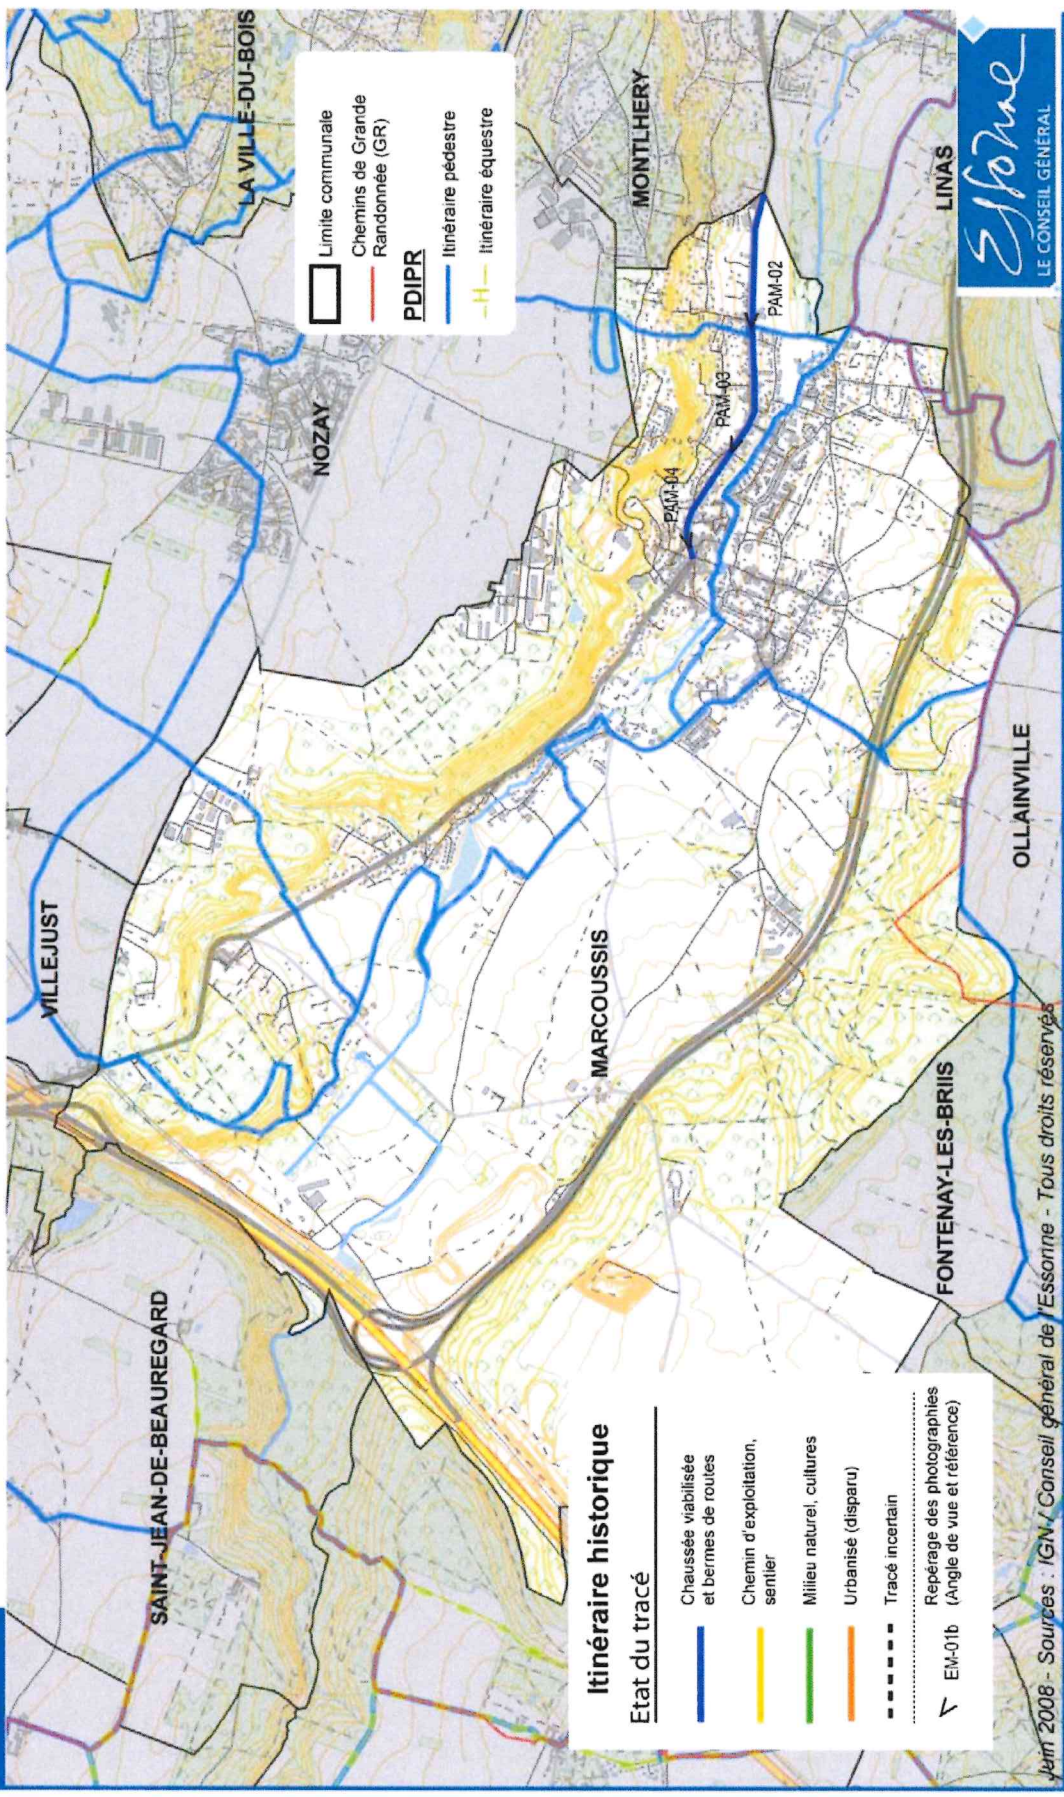 SAINT-JEAN-DE-BEAUREGARD
VILLEJUST
NOZAY
LA VILLE-DU-BOIS
Limite communale
Chemins de Grande
Randonnée (GR)
PDIPR
Itinéraire pédestre
H Itinéraire équestre
MONTLHERY
PAM-02
PAM-03
PAM-04
MARCOUSSIS
LINAS
OLLAINVILLE
FONTENAY-LES-BRIIS
Itinéraire historique
Etat du tracé
Chaussée viabilisée
et bermes de routes
Chemin d'exploitation,
sentier
Milieu naturel, cultures
Urbanisé (disparu)
Tracé incertain
EM-01b Repérage des photographies
(Angle de vue et référence)
Essonne
LE CONSEIL GÉNÉRAL
Juin 2008 - Sources : IGN / Conseil général de l'Essonne - Tous droits réservés